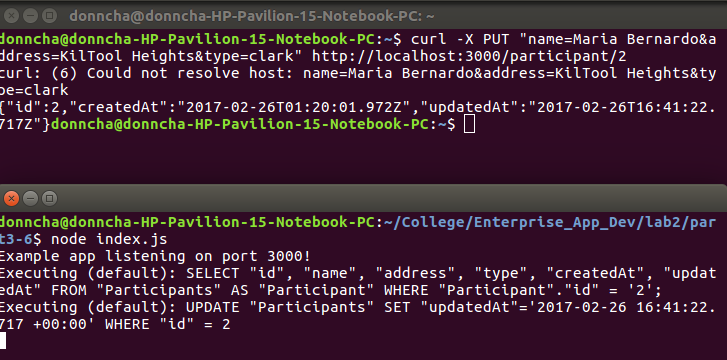 donncha@donncha-HP-Pavilion-15-Notebook-PC: ~
donncha@donncha-HP-Pavilion-15-Notebook-PC:~$ curl -X PUT "name=Maria Bernardo&a
ddress=KilTool Heights&type=clark" http://localhost:3000/participant/2
curl: (6) Could not resolve host: name=Maria Bernardo&address=KilTool Heights&ty
pe=clark
{"id":2,"createdAt":"2017-02-26T01:20:01.972Z","updatedAt":"2017-02-26T16:41:22.
717Z"}donncha@donncha-HP-Pavilion-15-Notebook-PC:~$
donncha@donncha-HP-Pavilion-15-Notebook-PC:~/College/Enterprise_App_Dev/lab2/par
t3-6$ node index.js
Example app listening on port 3000!
Executing (default): SELECT "id", "name", "address", "type", "createdAt", "updat
edAt" FROM "Participants" AS "Participant" WHERE "Participant"."id" = '2';
Executing (default): UPDATE "Participants" SET "updatedAt"='2017-02-26 16:41:22.
717 +00:00' WHERE "id" = 2